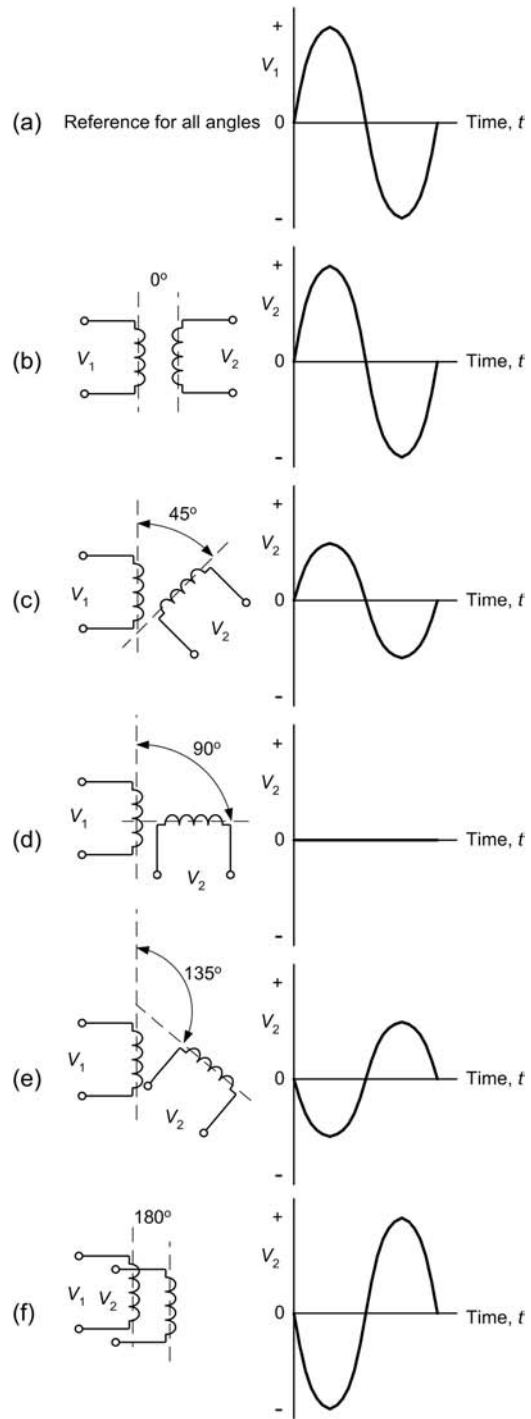 +
V₁
(a) Reference for all angles 0 Time, t
-
+
0°
V₂
(b) V₁ V₂ 0 Time, t
-
+
45°
V₂
(c) V₁ V₂ 0 Time, t
-
+
90°
V₂
(d) V₁ 0 Time, t
V₂
-
+
135°
V₂
(e) V₁ 0 Time, t
V₂
-
+
180°
V₂
(f) V₁ V₂ 0 Time, t
-